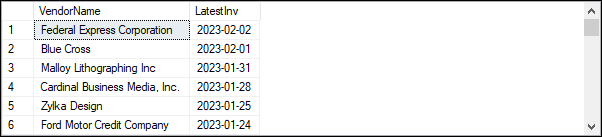 VendorName LatestInv
1 Federal Express Corporation 2023-02-02
2 Blue Cross 2023-02-01
3 Malloy Lithographing Inc 2023-01-31
4 Cardinal Business Media, Inc. 2023-01-28
5 Zylka Design 2023-01-25
6 Ford Motor Credit Company 2023-01-24